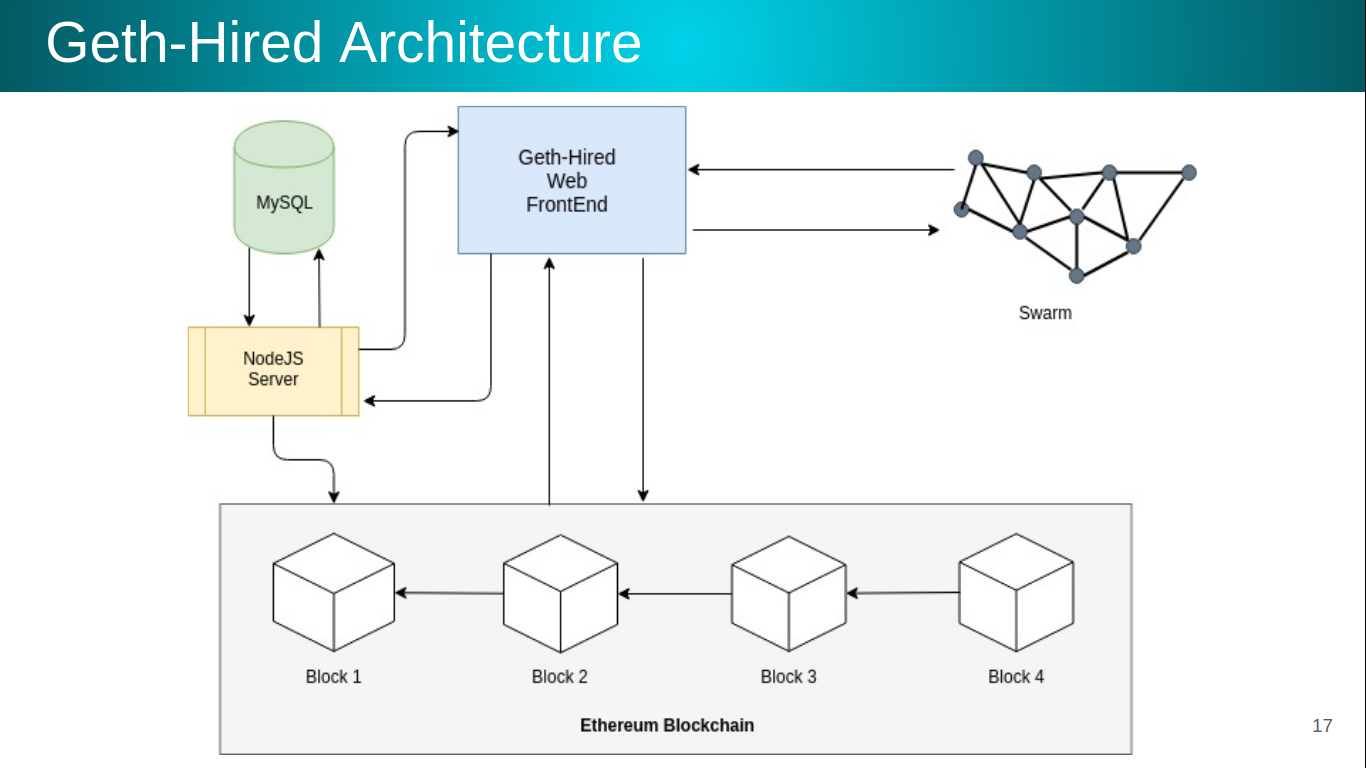 Geth-Hired Architecture
MySQL
Geth-Hired
Web
FrontEnd
Swarm
NodeJS
Server
Block 1
Block 2
Block 3
Block 4
Ethereum Blockchain
17